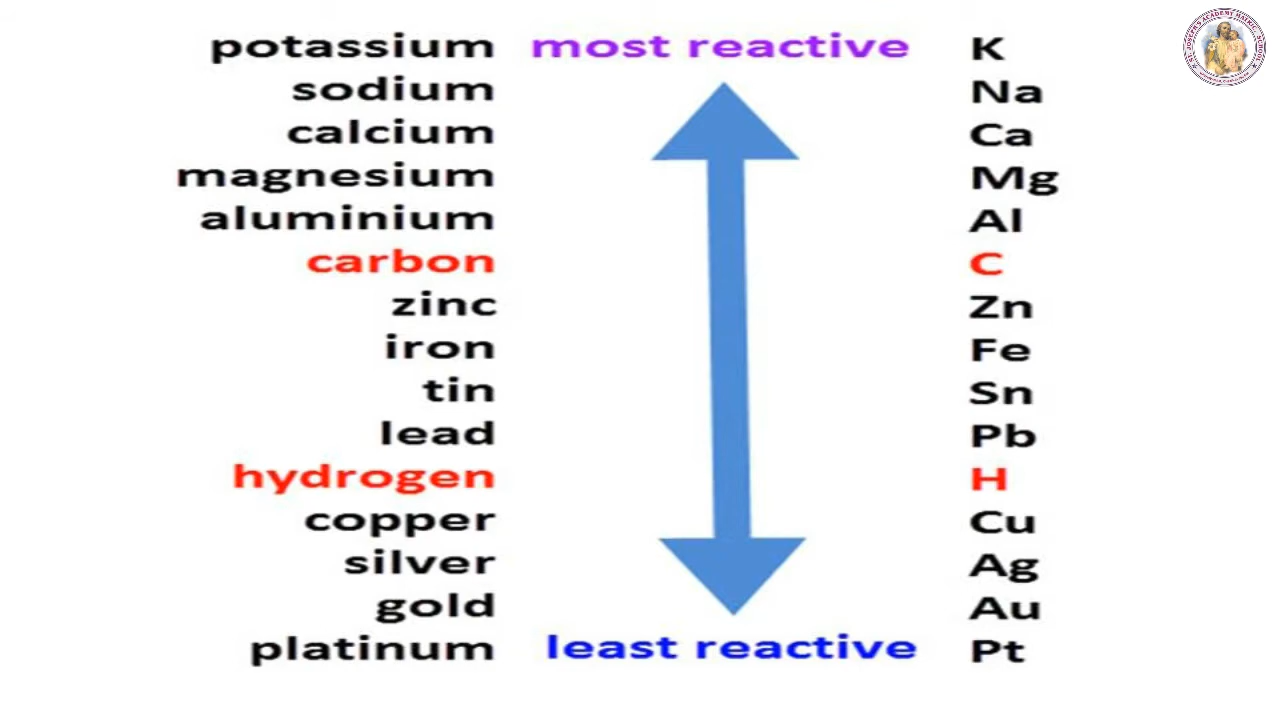 potassium most reactive K
sodium Na
calcium Ca
magnesium Mg
aluminium Al
carbon C
zinc Zn
iron Fe
tin Sn
lead Pb
hydrogen H
copper Cu
silver Ag
gold Au
platinum least reactive Pt